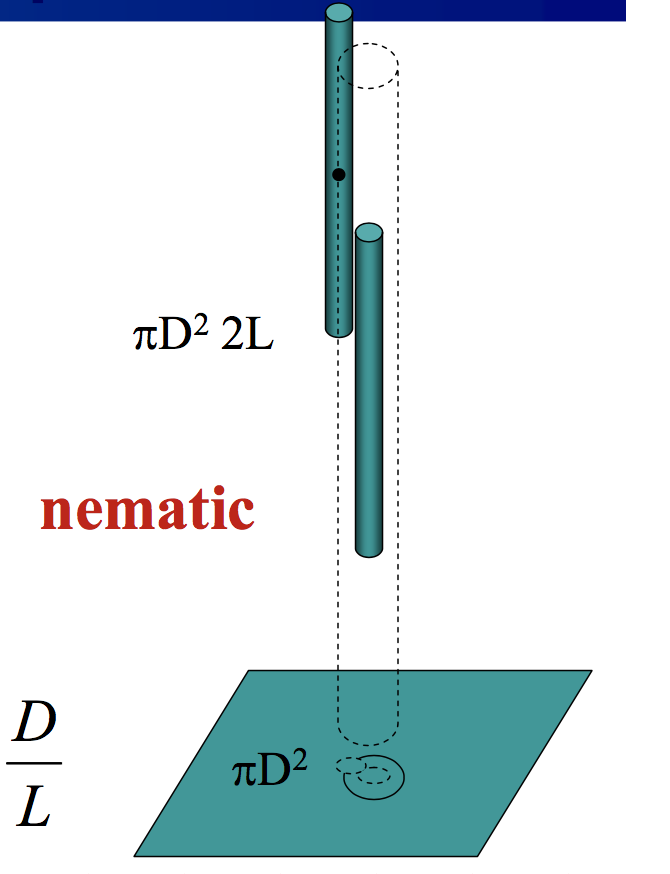 πD² 2L
nematic
D
L
πD²